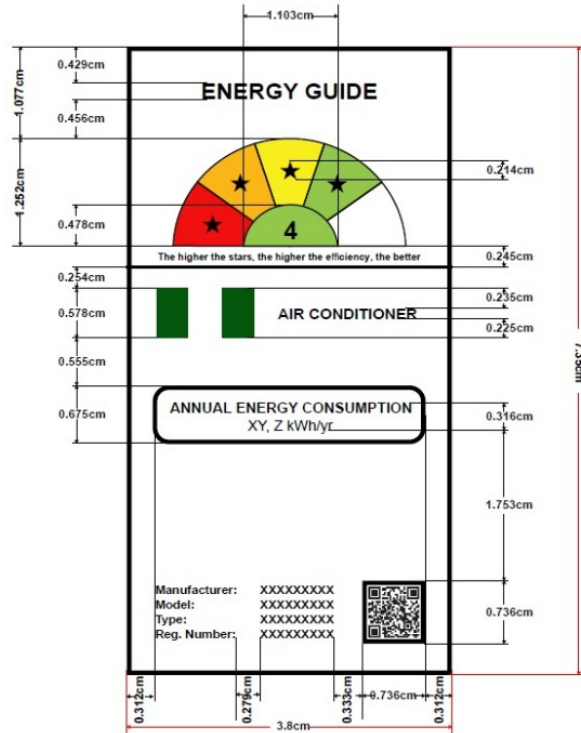 1.103cm
0.429cm
1.077cm
ENERGY GUIDE
0.456cm
0.214cm
1.252cm
0.478cm
4
The higher the stars, the higher the efficiency, the better
0.245cm
0.254cm
0.578cm
AIR CONDITIONER
0.235cm
0.225cm
0.555cm
7.35cm
0.675cm
ANNUAL ENERGY CONSUMPTION
XY, Z kWh/yr
0.316cm
1.753cm
Manufacturer: XXXXXXXXX
Model: XXXXXXXXX
Type: XXXXXXXXX
Reg. Number: XXXXXXXXX
0.736cm
0.312cm
0.279cm
0.333cm
0.736cm
0.312cm
3.8cm